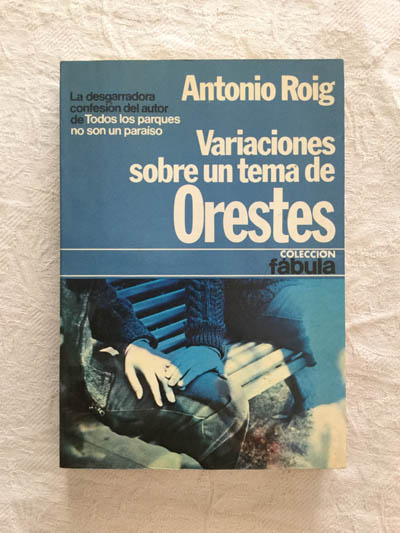 Antonio Roig
La desgarradora
confesión del autor
de Todos los parques
no son un paraíso
Variaciones
sobre un tema de
Orestes
COLECCIÓN
fábula